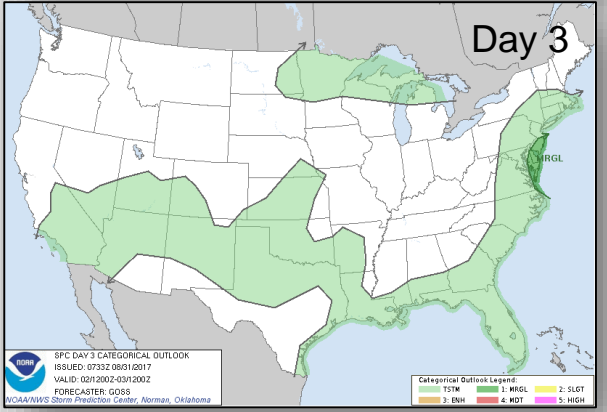 Day 3
MRGL
noaa
SPC DAY 3 CATEGORICAL OUTLOOK
ISSUED: 0733Z 08/31/2017
VALID: 02/1200Z-03/1200Z
FORECASTER: GOSS
NOAA/NWS Storm Prediction Center, Norman, Oklahoma
Categorical Outlook Legend:
TSTM 1: MRGL 2: SLGT
3: ENH 4: MDT 5: HIGH